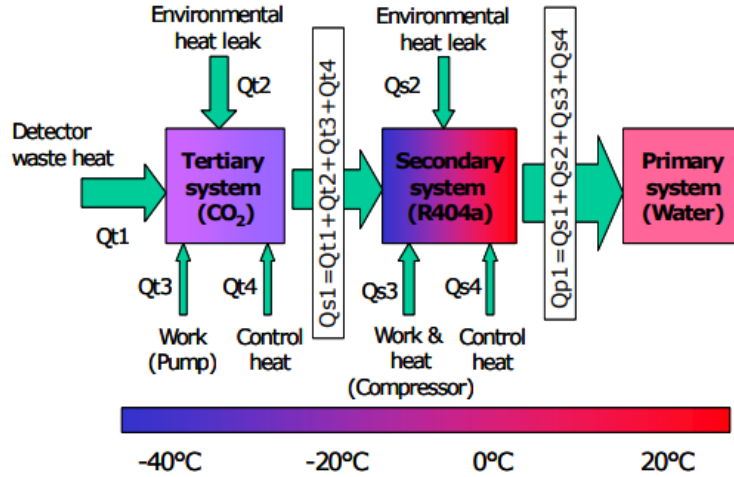 Environmental
heat leak
Qt2
Environmental
heat leak
Qs2
Detector
waste heat
Qt1
Tertiary
system
(CO₂)
Qs1 =Qt1+Qt2+Qt3+Qt4
Secondary
system
(R404a)
Qp1=Qs1+Qs2+Qs3+Qs4
Primary
system
(Water)
Qt3
Qt4
Qs3
Qs4
Work
(Pump)
Control
heat
Work &
heat
(Compressor)
Control
heat
-40°C
-20°C
0°C
20°C